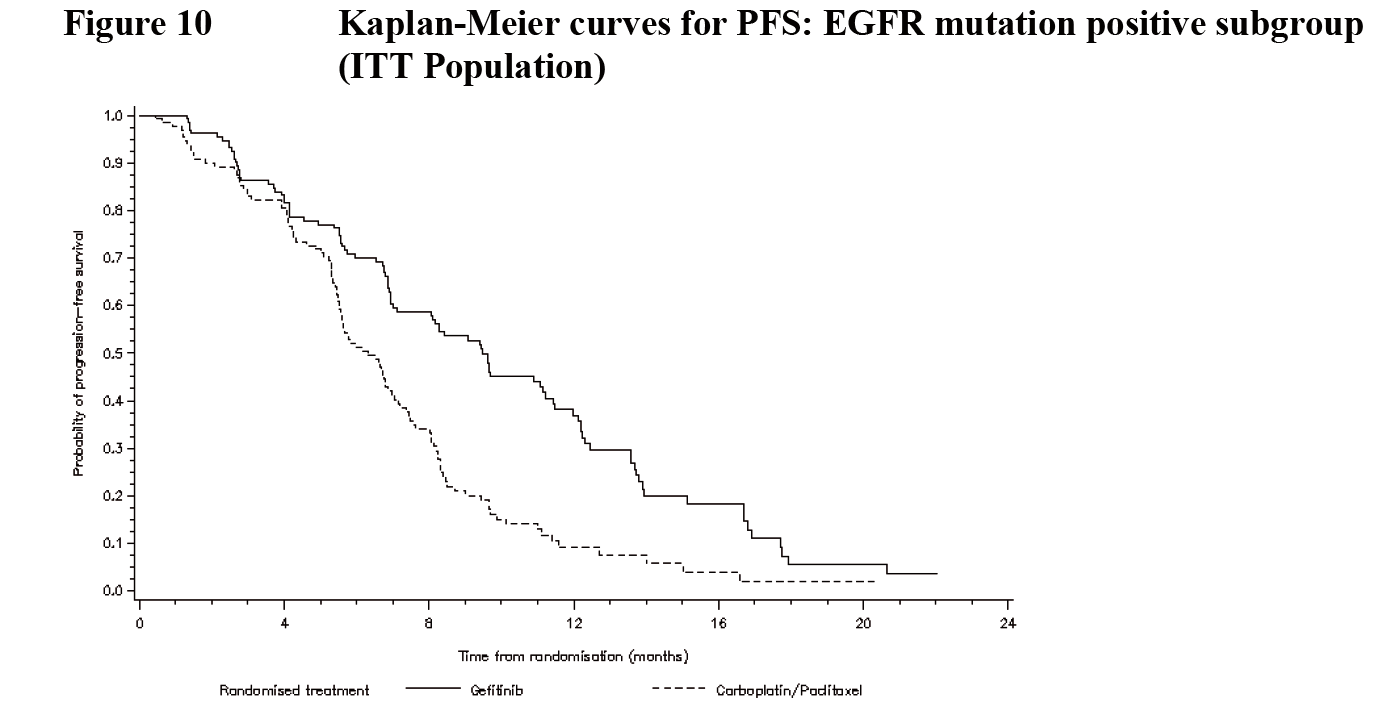 Figure 10 Kaplan-Meier curves for PFS: EGFR mutation positive subgroup
(ITT Population)
1.0
0.9
0.8
0.7
0.6
0.5
0.4
0.3
0.2
0.1
0.0
Probability of progression-free survival
0 4 8 12 16 20 24
Time from randomisation (months)
Randomised treatment Gefitinib Carboplatin/Paclitaxel